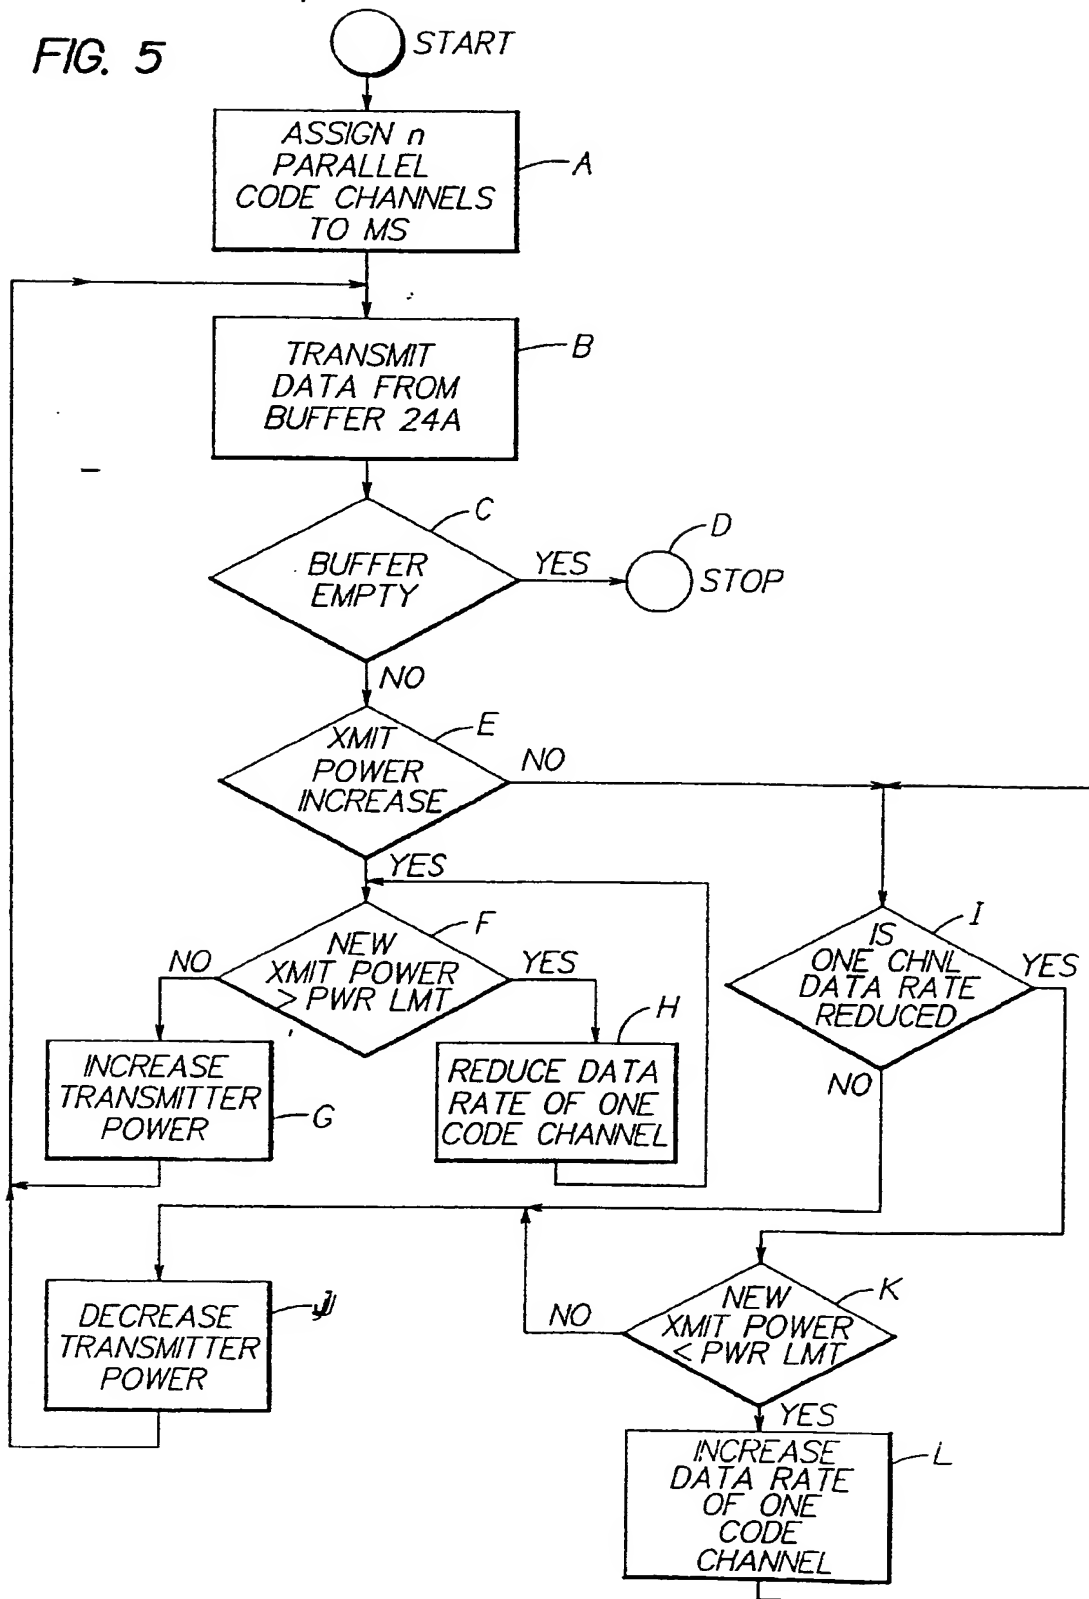 FIG. 5
START
ASSIGN n
PARALLEL
CODE CHANNELS
TO MS
A
TRANSMIT
DATA FROM
BUFFER 24A
B
C
BUFFER
EMPTY
YES
D
STOP
NO
E
XMIT
POWER
INCREASE
NO
YES
F
NEW
XMIT POWER
> PWR LMT
NO
YES
I
IS
ONE CHNL
DATA RATE
REDUCED
YES
NO
INCREASE
TRANSMITTER
POWER
G
H
REDUCE DATA
RATE OF ONE
CODE CHANNEL
DECREASE
TRANSMITTER
POWER
J
K
NEW
XMIT POWER
< PWR LMT
NO
YES
INCREASE
DATA RATE
OF ONE
CODE
CHANNEL
L